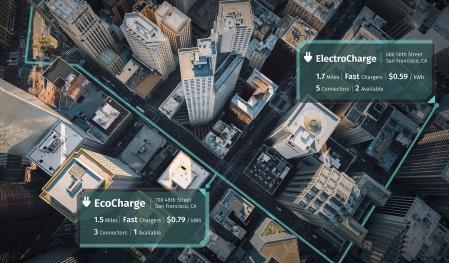 ElectroCharge
600 50th Street
San Francisco, CA
1.7 Miles | Fast Chargers | $0.59 / kWh
5 Connectors | 2 Available
EcoCharge
700 48th Street
San Francisco, CA
1.5 Miles | Fast Chargers | $0.79 / kWh
3 Connectors | 1 Available